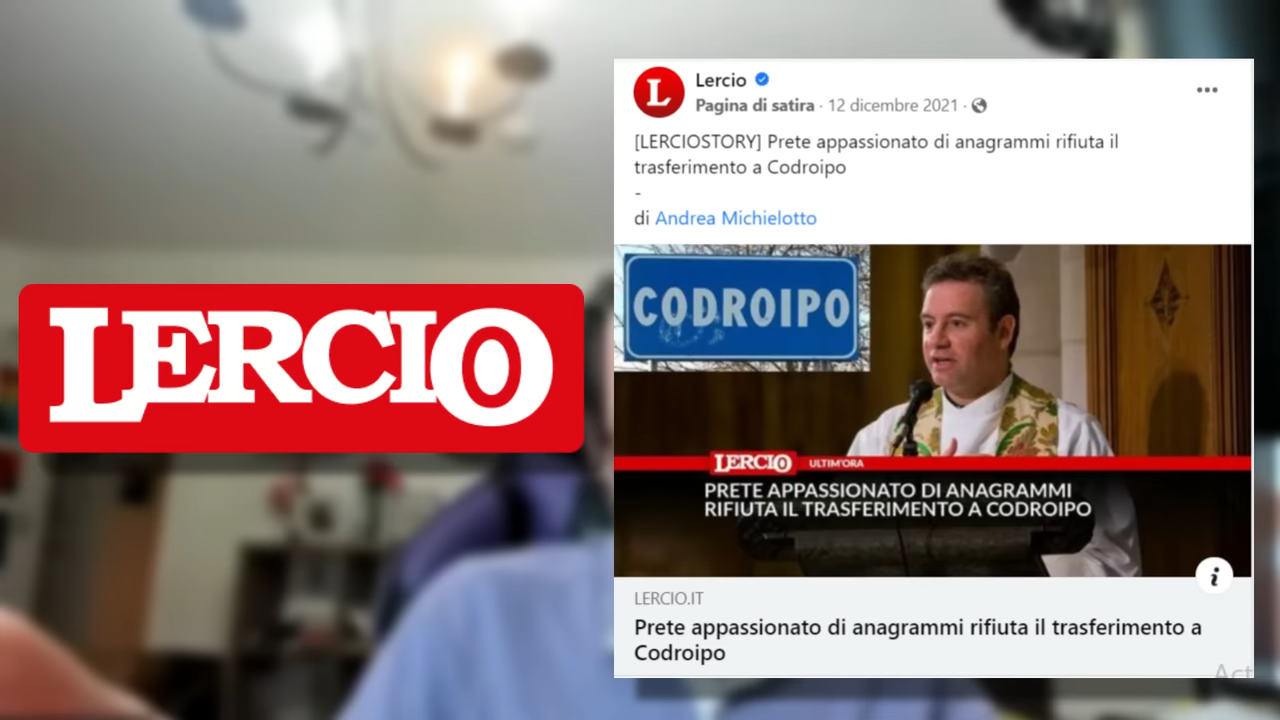 LERCIO
L
Lercio
Pagina di satira · 12 dicembre 2021 ·
[LERCIOSTORY] Prete appassionato di anagrammi rifiuta il
trasferimento a Codroipo
-
di Andrea Michielotto
CODROIPO
LERCIO ULTIM'ORA
PRETE APPASSIONATO DI ANAGRAMMI
RIFIUTA IL TRASFERIMENTO A CODROIPO
LERCIO.IT
Prete appassionato di anagrammi rifiuta il trasferimento a
Codroipo
Act